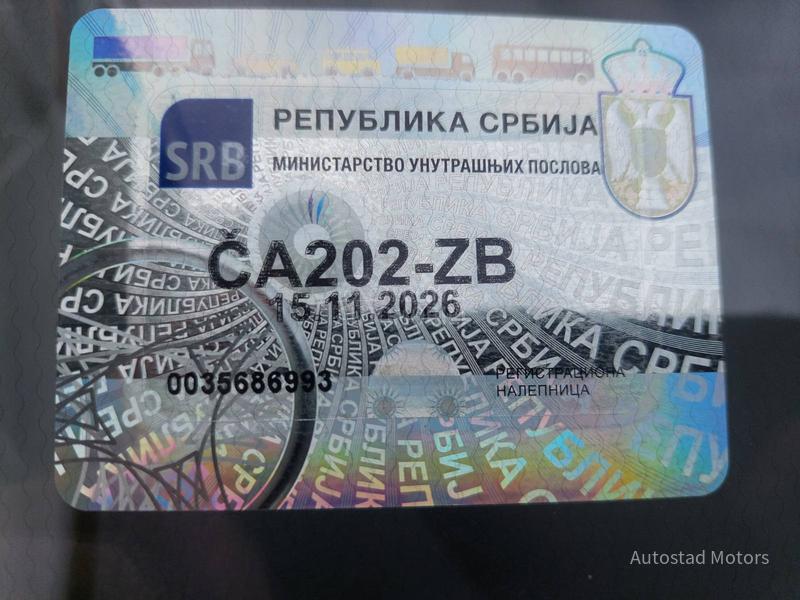 РЕПУБЛИКА СРБИЈА
SRB
МИНИСТАРСТВО УНУТРАШЊИХ ПОСЛОВА
ČA202-ZB
15 11 2026
0035686993
РЕГИСТРАЦИОНА
НАЛЕПНИЦА
Autostad Motors